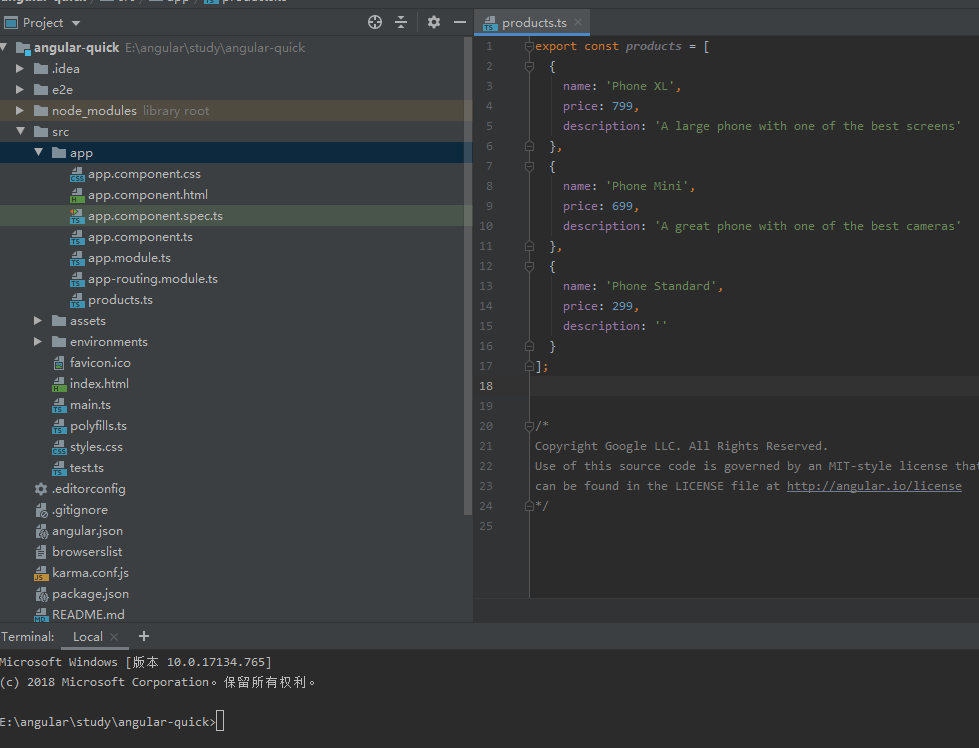 Project
products.ts
angular-quick E:\angular\study\angular-quick
.idea
e2e
node_modules library root
src
app
app.component.css
app.component.html
app.component.spec.ts
app.component.ts
app.module.ts
app-routing.module.ts
products.ts
assets
environments
favicon.ico
index.html
main.ts
polyfills.ts
styles.css
test.ts
.editorconfig
.gitignore
angular.json
browserslist
karma.conf.js
package.json
README.md
1 export const products = [
2 {
3 name: 'Phone XL',
4 price: 799,
5 description: 'A large phone with one of the best screens'
6 },
7 {
8 name: 'Phone Mini',
9 price: 699,
10 description: 'A great phone with one of the best cameras'
11 },
12 {
13 name: 'Phone Standard',
14 price: 299,
15 description: ''
16 }
17 ];
18
19
20 /*
21 Copyright Google LLC. All Rights Reserved.
22 Use of this source code is governed by an MIT-style license that
23 can be found in the LICENSE file at http://angular.io/license
24 */
25
Terminal: Local +
Microsoft Windows [版本 10.0.17134.765]
(c) 2018 Microsoft Corporation。保留所有权利。
E:\angular\study\angular-quick>